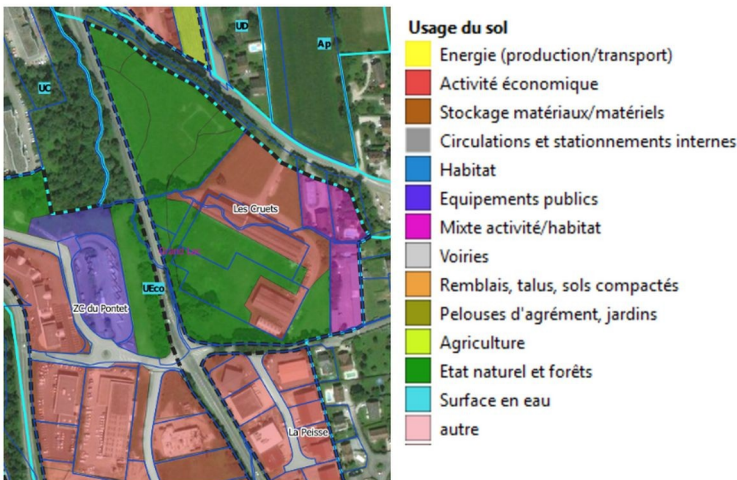 UD
Ap
UC
Les Cruets
UEco
ZC du Pontet
La Peisse
Usage du sol
Energie (production/transport)
Activité économique
Stockage matériaux/matériels
Circulations et stationnements internes
Habitat
Equipements publics
Mixte activité/habitat
Voiries
Remblais, talus, sols compactés
Pelouses d'agrément, jardins
Agriculture
Etat naturel et forêts
Surface en eau
autre